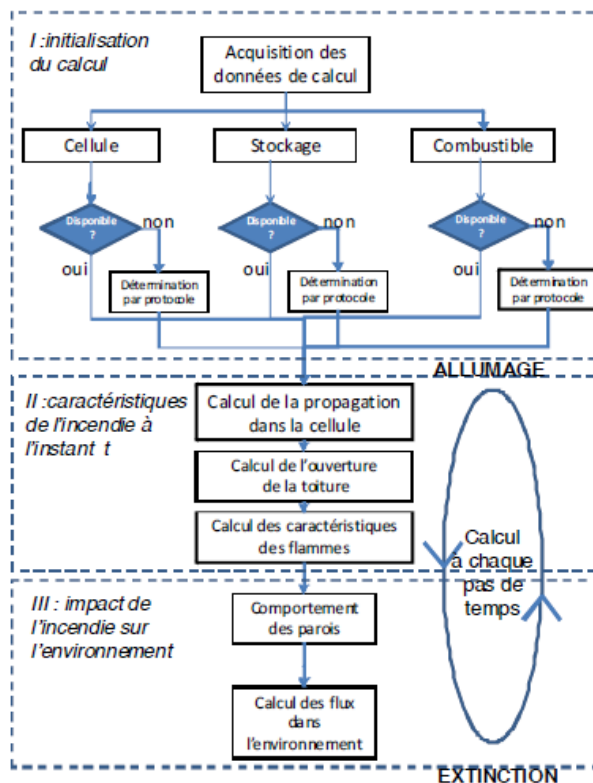 I :initialisation
du calcul
Acquisition des
données de calcul
Cellule
Stockage
Combustible
Disponible
?
non
oui
Disponible
?
non
oui
Disponible
?
non
oui
Détermination
par protocole
Détermination
par protocole
Détermination
par protocole
ALLUMAGE
II :caractéristiques
de l'incendie à
l'instant t
Calcul de la propagation
dans la cellule
Calcul de l'ouverture
de la toiture
Calcul des caractéristiques
des flammes
Calcul
à chaque
pas de
temps
III : impact de
l'incendie sur
l'environnement
Comportement
des parois
Calcul des flux
dans
l'environnement
EXTINCTION